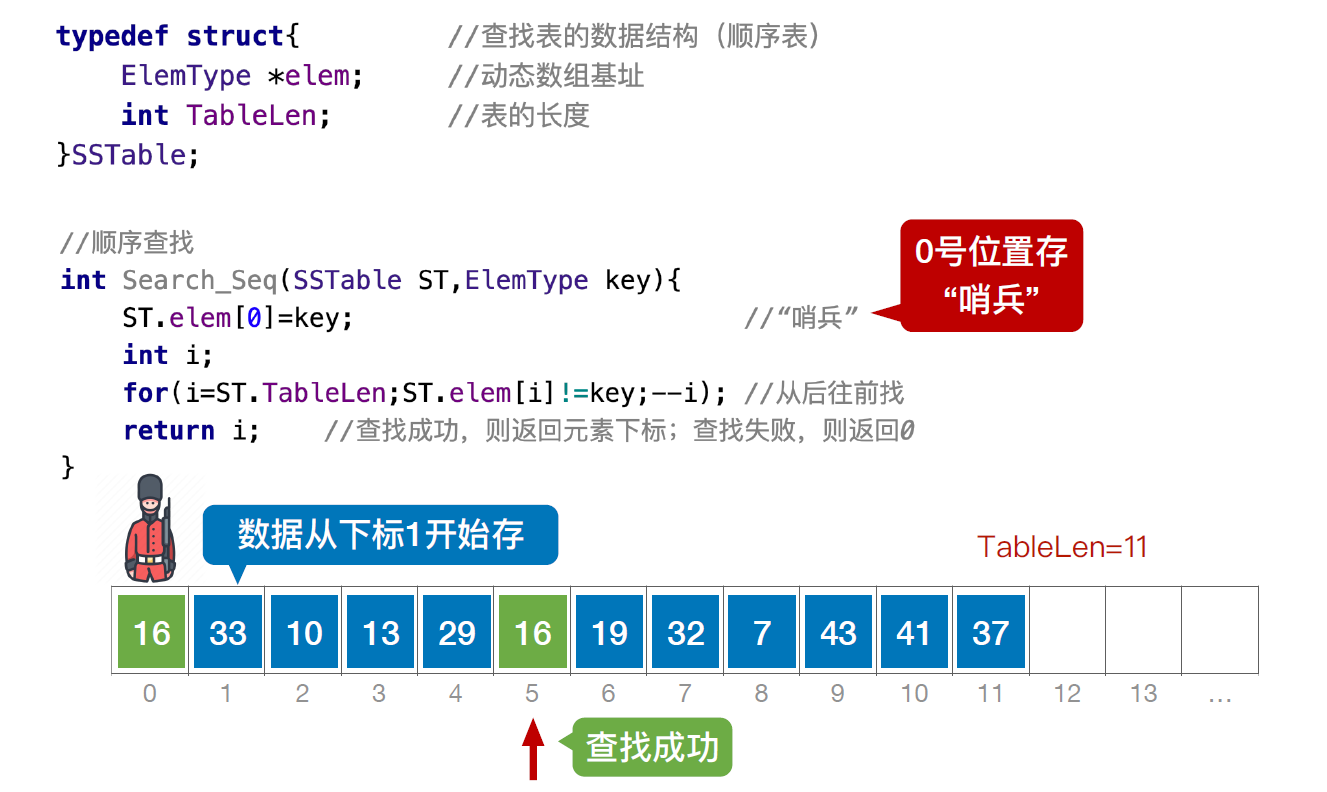 typedef struct{ //查找表的数据结构（顺序表）
ElemType *elem; //动态数组基址
int TableLen; //表的长度
}SSTable;
//顺序查找
int Search_Seq(SSTable ST,ElemType key){
ST.elem[0]=key; //“哨兵”
int i;
for(i=ST.TableLen;ST.elem[i]!=key;--i); //从后往前找
return i; //查找成功，则返回元素下标；查找失败，则返回0
}
0号位置存
“哨兵”
数据从下标1开始存
TableLen=11
16 33 10 13 29 16 19 32 7 43 41 37
0 1 2 3 4 5 6 7 8 9 10 11 12 13 ...
查找成功